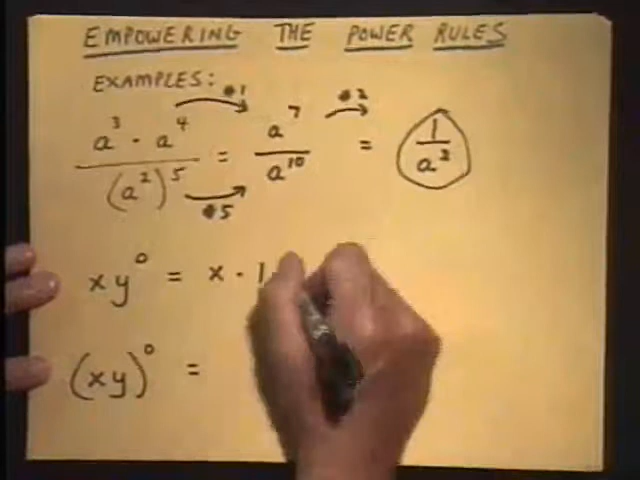 EMPOWERING THE POWER RULES
EXAMPLES:
#1 #2
a³ · a⁴ / (a²)⁵ = a⁷ / a¹⁰ = 1 / a³
#5
xy⁰ = x · 1
(xy)⁰ =